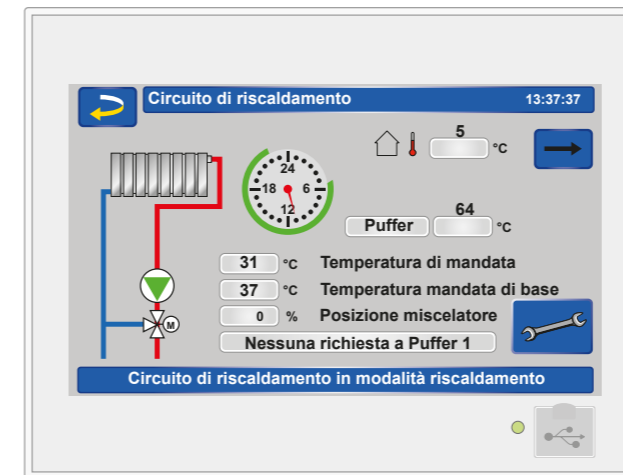 Circuito di riscaldamento 13:37:37
5 °C
24
18 6
12
64
Puffer °C
31 °C Temperatura di mandata
37 °C Temperatura mandata di base
0 % Posizione miscelatore
M
Nessuna richiesta a Puffer 1
Circuito di riscaldamento in modalità riscaldamento